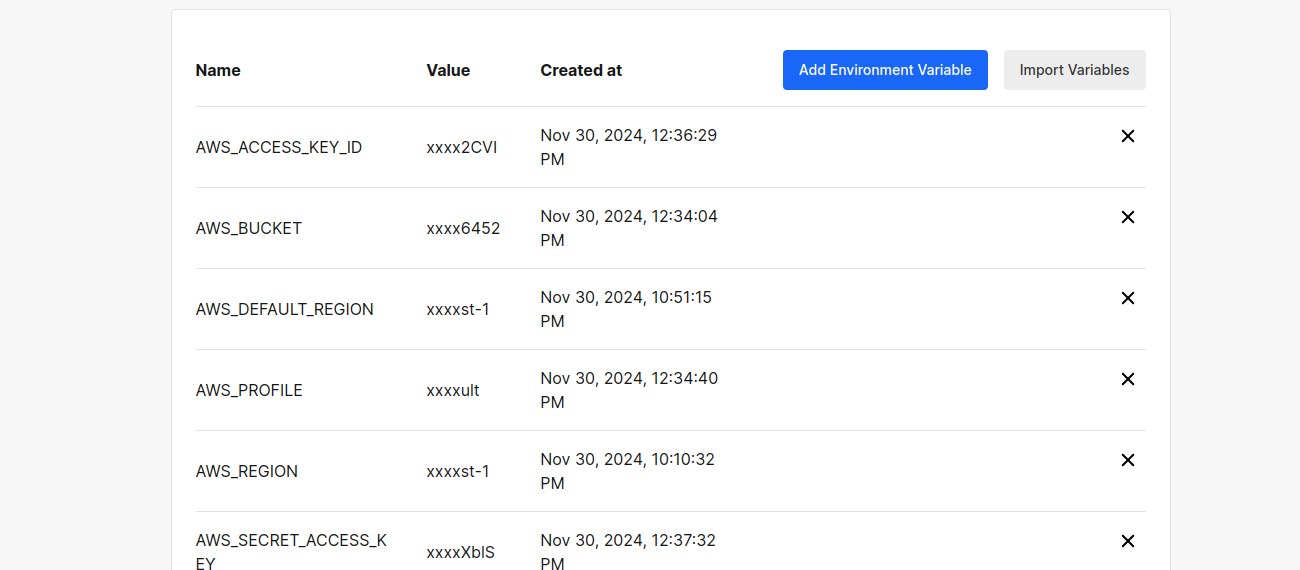 Name Value Created at Add Environment Variable Import Variables
AWS_ACCESS_KEY_ID xxxx2CVI Nov 30, 2024, 12:36:29
PM
AWS_BUCKET xxxx6452 Nov 30, 2024, 12:34:04
PM
AWS_DEFAULT_REGION xxxxst-1 Nov 30, 2024, 10:51:15
PM
AWS_PROFILE xxxxult Nov 30, 2024, 12:34:40
PM
AWS_REGION xxxxst-1 Nov 30, 2024, 10:10:32
PM
AWS_SECRET_ACCESS_K xxxxXblS Nov 30, 2024, 12:37:32
EY PM